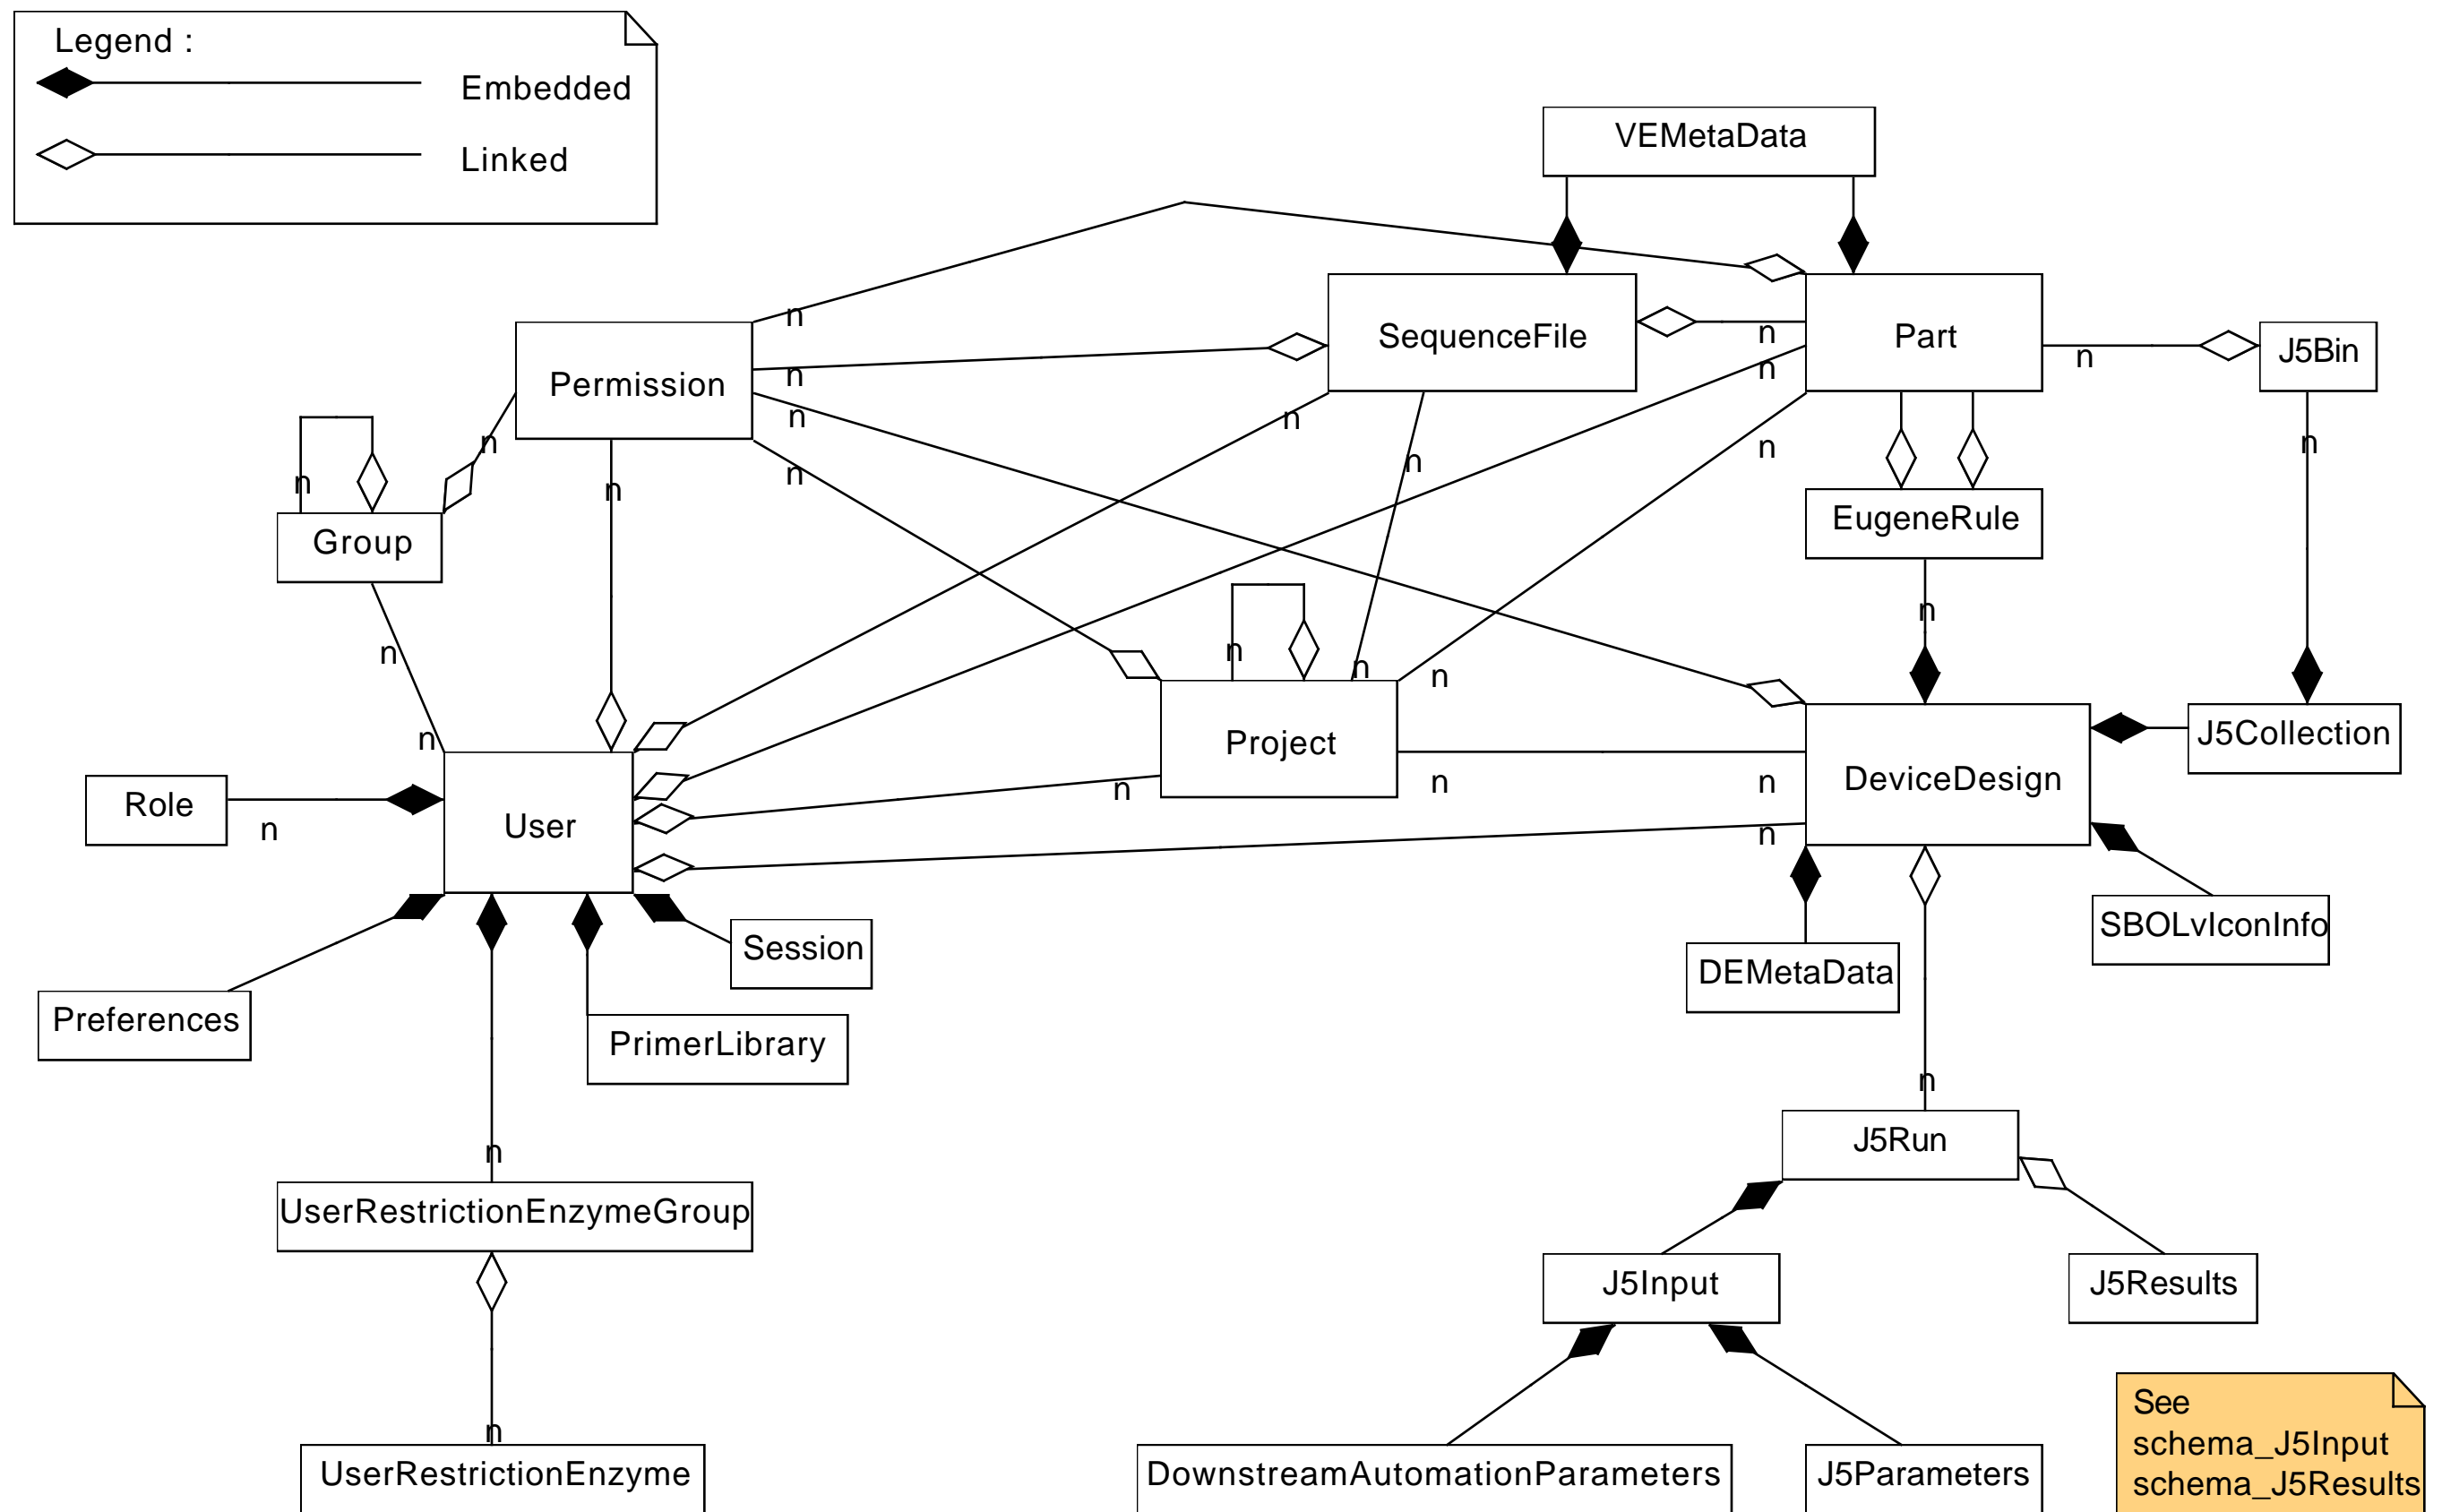 Legend :
Embedded
Linked
VEMetaData
n
SequenceFile
n
Part
J5Bin
n
Permission
n
n
n
n
n
n
n
n
n
n
n
n
EugeneRule
Group
n
n
n
n
n
n
J5Collection
Project
DeviceDesign
Role
n
User
n
n
n
n
SBOLvIconInfo
Session
DEMetaData
Preferences
PrimerLibrary
n
J5Run
n
UserRestrictionEnzymeGroup
J5Input
J5Results
See
schema_J5Input
schema_J5Results
n
UserRestrictionEnzyme
DownstreamAutomationParameters
J5Parameters